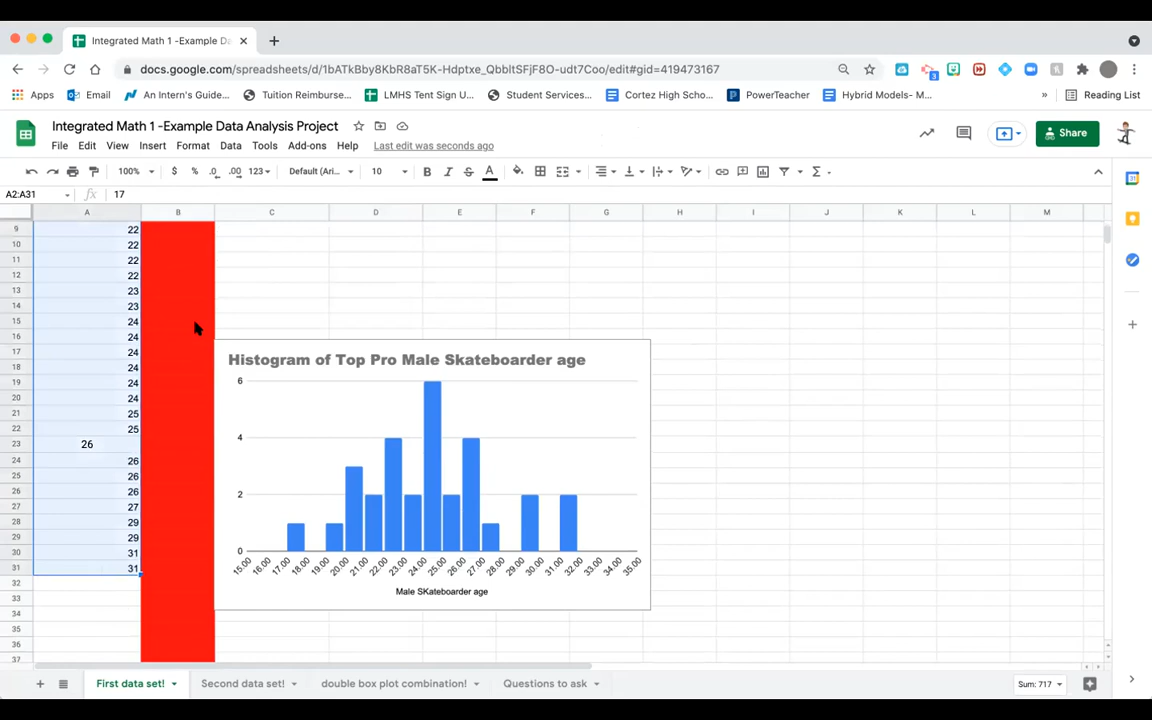 Integrated Math 1 -Example Da
docs.google.com/spreadsheets/d/1bATkBby8KbR8aT5K-Hdptxe_QbbltSFjF8O-udt7Coo/edit#gid=419473167
Apps Email An Intern's Guide... Tuition Reimburse... LMHS Tent Sign U... Student Services... Cortez High Scho... PowerTeacher Hybrid Models- M... » Reading List
Integrated Math 1 -Example Data Analysis Project
Share
File Edit View Insert Format Data Tools Add-ons Help Last edit was seconds ago
100% $ % .0 .00 123 Default (Ari... 10 B I S A
A2:A31 fx 17
A B C D E F G H I J K L M
9 22
10 22
11 22
12 22
13 23
14 23
15 24
16 24
17 24
18 24
19 24
20 24
21 25
22 25
23 26
24 26
25 26
26 26
27 27
28 29
29 29
30 31
31 31
32
33
34
35
36
37
Histogram of Top Pro Male Skateboarder age
6
4
2
0
15.00 16.00 17.00 18.00 19.00 20.00 21.00 22.00 23.00 24.00 25.00 26.00 27.00 28.00 29.00 30.00 31.00 32.00 33.00 34.00 35.00
Male SKateboarder age
First data set! Second data set! double box plot combination! Questions to ask Sum: 717